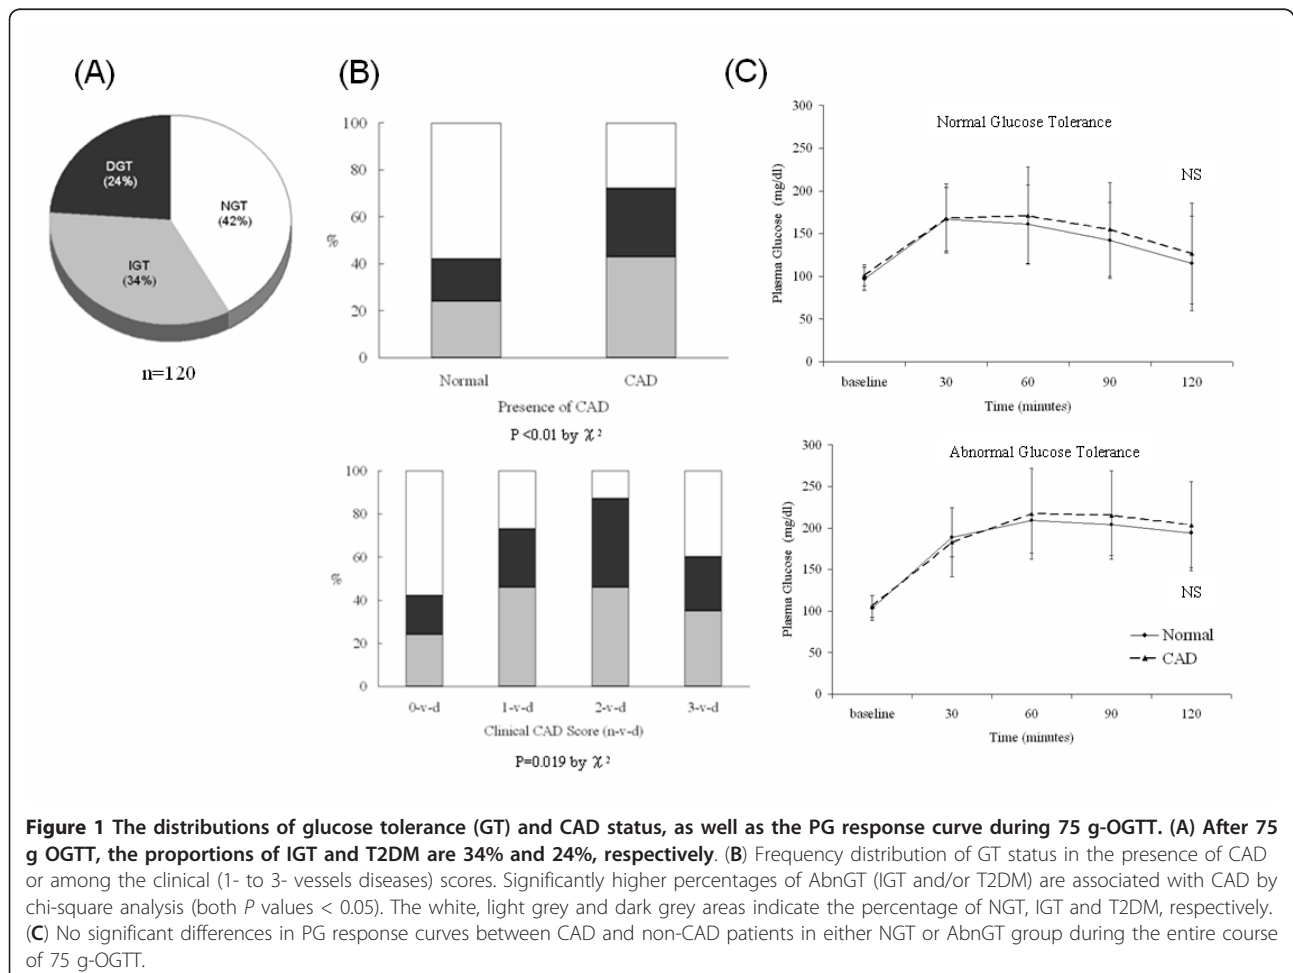 (A)
DGT
(24%)
NGT
(42%)
IGT
(34%)
n=120
(B)
100
80
60
40
20
0
%
Normal
CAD
Presence of CAD
P <0.01 by χ²
100
80
60
40
20
0
%
0-v-d
1-v-d
2-v-d
3-v-d
Clinical CAD Score (n-v-d)
P=0.019 by χ²
(C)
Normal Glucose Tolerance
NS
300
250
200
150
100
50
0
Plasma Glucose (mg/dl)
baseline
30
60
90
120
Time (minutes)
Abnormal Glucose Tolerance
300
250
200
150
100
50
0
Plasma Glucose (mg/dl)
NS
Normal
CAD
baseline
30
60
90
120
Time (minutes)
Figure 1 The distributions of glucose tolerance (GT) and CAD status, as well as the PG response curve during 75 g-OGTT. (A) After 75
g OGTT, the proportions of IGT and T2DM are 34% and 24%, respectively. (B) Frequency distribution of GT status in the presence of CAD
or among the clinical (1- to 3- vessels diseases) scores. Significantly higher percentages of AbnGT (IGT and/or T2DM) are associated with CAD by
chi-square analysis (both P values < 0.05). The white, light grey and dark grey areas indicate the percentage of NGT, IGT and T2DM, respectively.
(C) No significant differences in PG response curves between CAD and non-CAD patients in either NGT or AbnGT group during the entire course
of 75 g-OGTT.